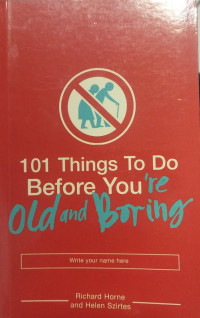 101 Things To Do
Before You're
Old and Boring
Write your name here
Richard Horne
and Helen Szirtes